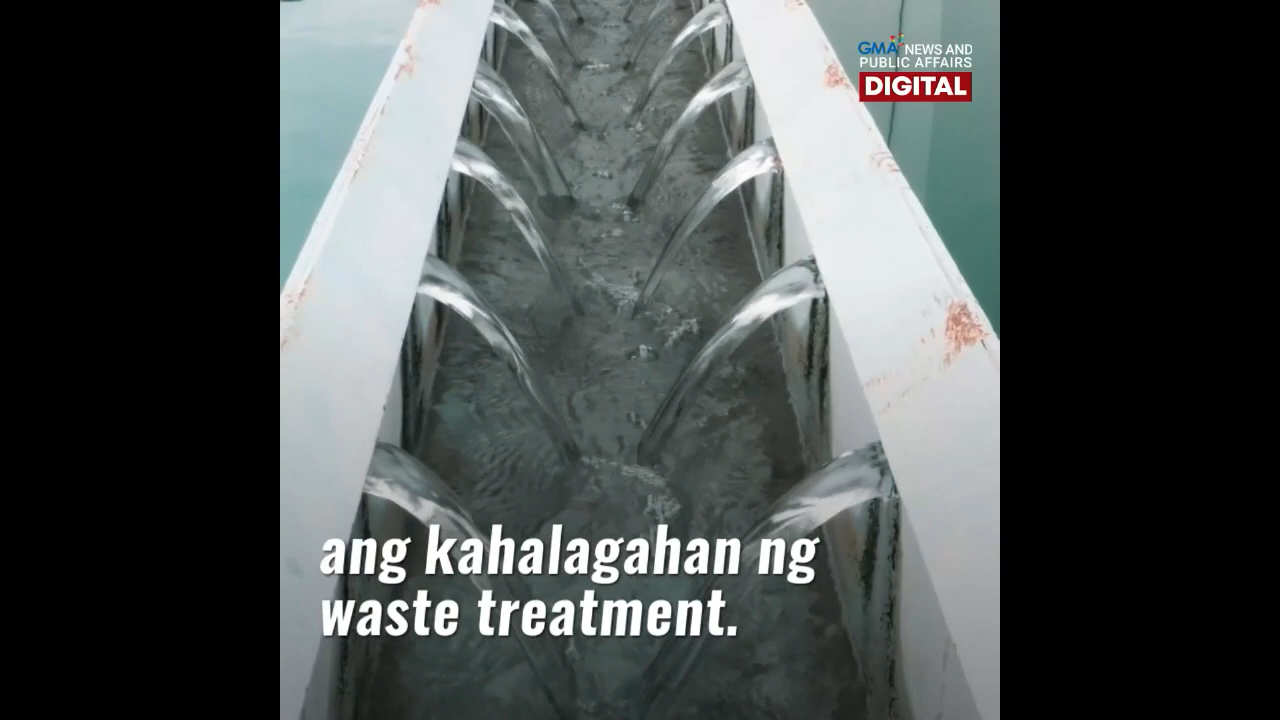 GMA NEWS AND
PUBLIC AFFAIRS
DIGITAL
ang kahalagahan ng
waste treatment.